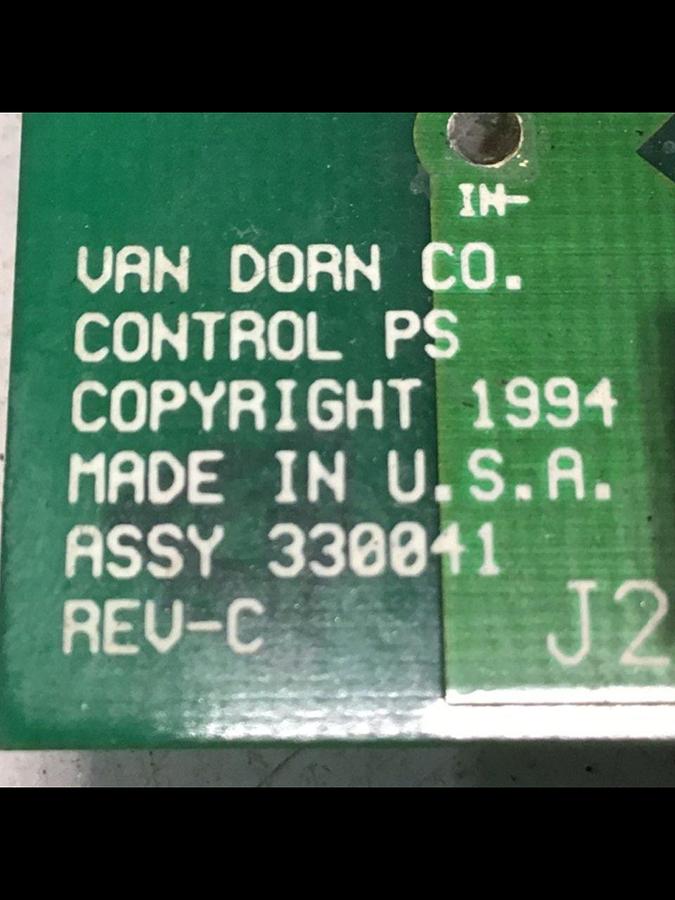 IN-
VAN DORN CO.
CONTROL PS
COPYRIGHT 1994
MADE IN U.S.A.
ASSY 330041
REV-C
J2